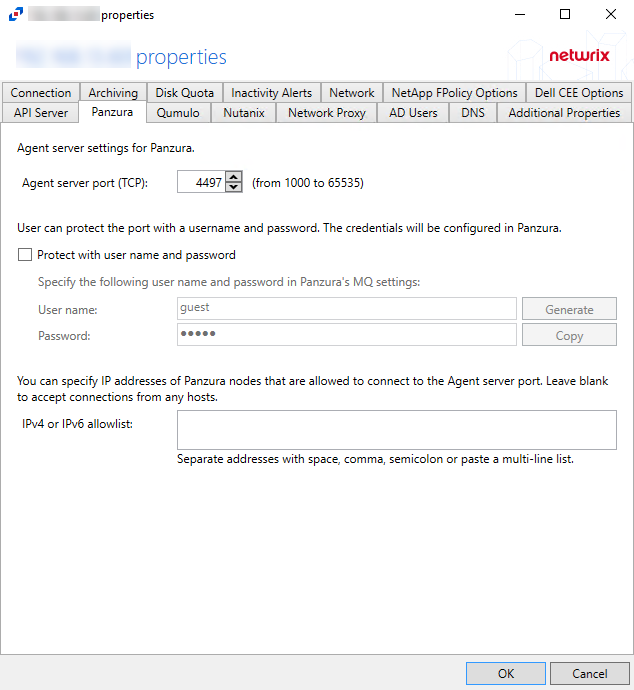 properties
properties
netwrix
Connection Archiving Disk Quota Inactivity Alerts Network NetApp FPolicy Options Dell CEE Options
API Server Panzura Qumulo Nutanix Network Proxy AD Users DNS Additional Properties
Agent server settings for Panzura.
Agent server port (TCP): 4497 (from 1000 to 65535)
User can protect the port with a username and password. The credentials will be configured in Panzura.
Protect with user name and password
Specify the following user name and password in Panzura's MQ settings:
User name: guest Generate
Password: ●●●●● Copy
You can specify IP addresses of Panzura nodes that are allowed to connect to the Agent server port. Leave blank
to accept connections from any hosts.
IPv4 or IPv6 allowlist:
Separate addresses with space, comma, semicolon or paste a multi-line list.
OK Cancel